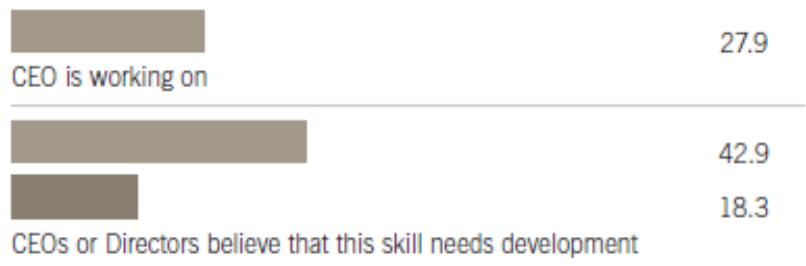 27.9
CEO is working on
42.9
18.3
CEOs or Directors believe that this skill needs development